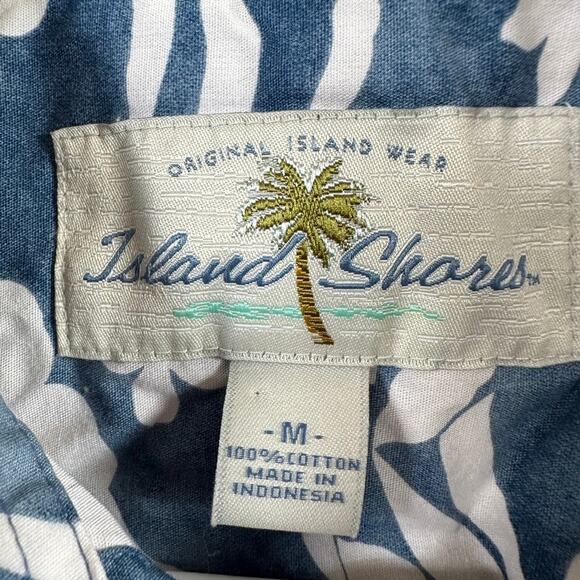 ORIGINAL ISLAND WEAR
Island Shores™
-M-
100% COTTON
MADE IN
INDONESIA